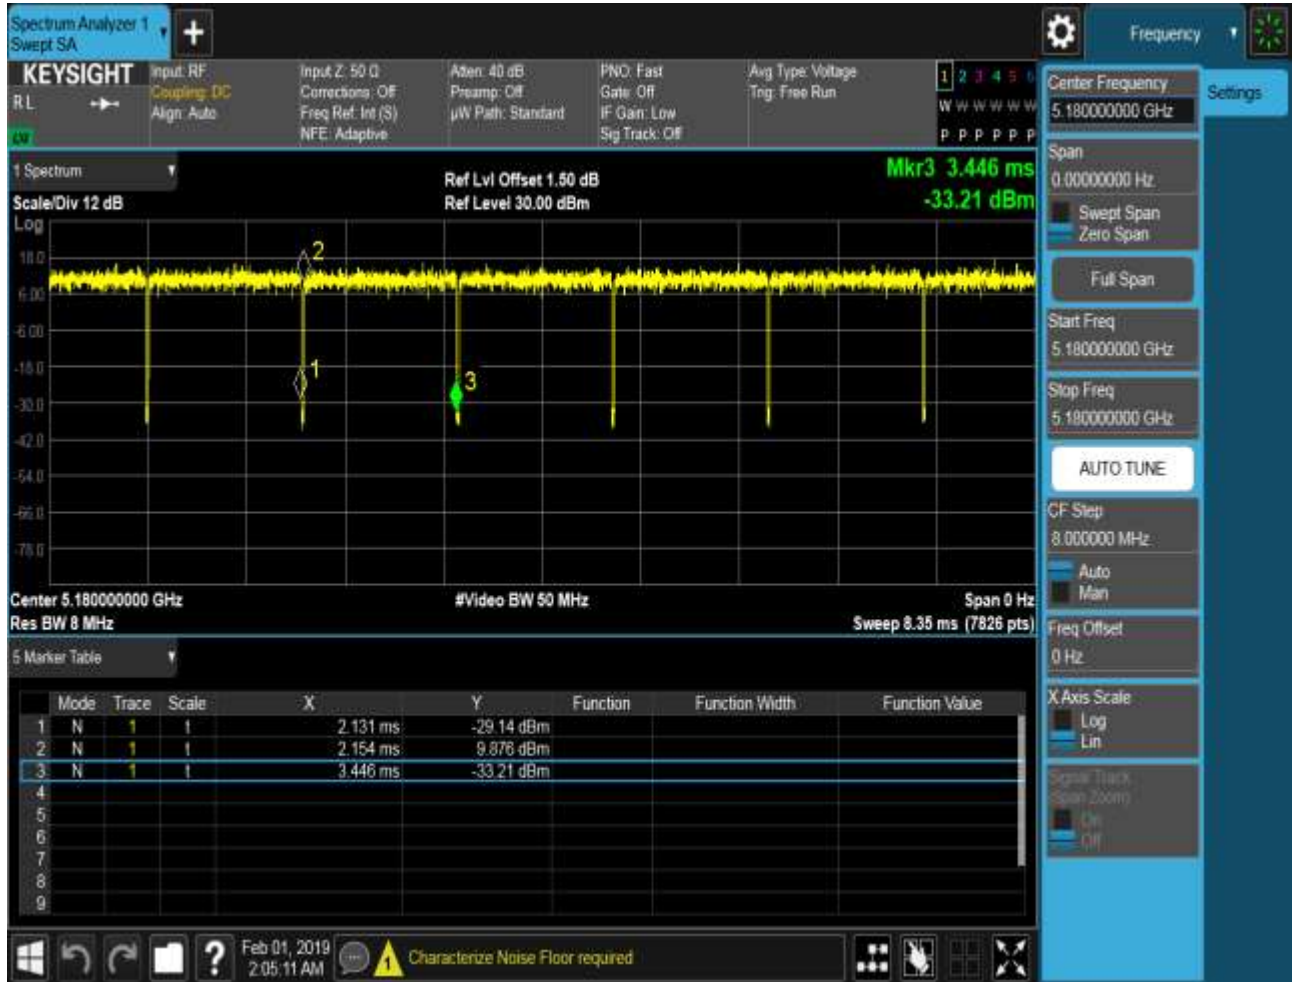 Spectrum Analyzer 1
Swept SA
+
Frequency
KEYSIGHT
R L
Input: RF
Coupling: DC
Align: Auto
Input Z: 50 Ω
Corrections: Off
Freq Ref: Int (S)
NFE: Adaptive
Atten: 40 dB
Preamp: Off
µW Path: Standard
PNO: Fast
Gate: Off
IF Gain: Low
Sig Track: Off
Avg Type: Voltage
Trig: Free Run
1 2 3 4 5 6
W W W W W W
P P P P P P
Center Frequency
5.180000000 GHz
Settings
Span
0.00000000 Hz
Swept Span
Zero Span
Full Span
Start Freq
5.180000000 GHz
Stop Freq
5.180000000 GHz
AUTO TUNE
CF Step
8.000000 MHz
Auto
Man
Freq Offset
0 Hz
X Axis Scale
Log
Lin
Signal Track
(Span Zoom)
On
Off
1 Spectrum
Scale/Div 12 dB
Ref Lvl Offset 1.50 dB
Ref Level 30.00 dBm
Mkr3 3.446 ms
-33.21 dBm
Log
18.0
6.00
-6.00
-18.0
-30.0
-42.0
-54.0
-66.0
-78.0
2
1
3
Center 5.180000000 GHz
#Video BW 50 MHz
Span 0 Hz
Res BW 8 MHz
Sweep 8.35 ms (7826 pts)
5 Marker Table
Mode Trace Scale X Y Function Function Width Function Value
1 N 1 t 2.131 ms -29.14 dBm
2 N 1 t 2.154 ms 9.876 dBm
3 N 1 t 3.446 ms -33.21 dBm
4
5
6
7
8
9
?
Feb 01, 2019
2:05:11 AM
1
Characterize Noise Floor required